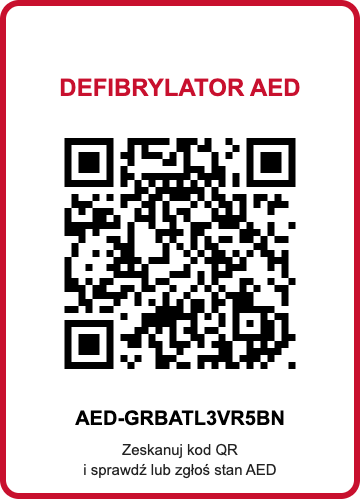 DEFIBRYLATOR AED
AED-GRBATL3VR5BN
Zeskanuj kod QR
i sprawdź lub zgłoś stan AED